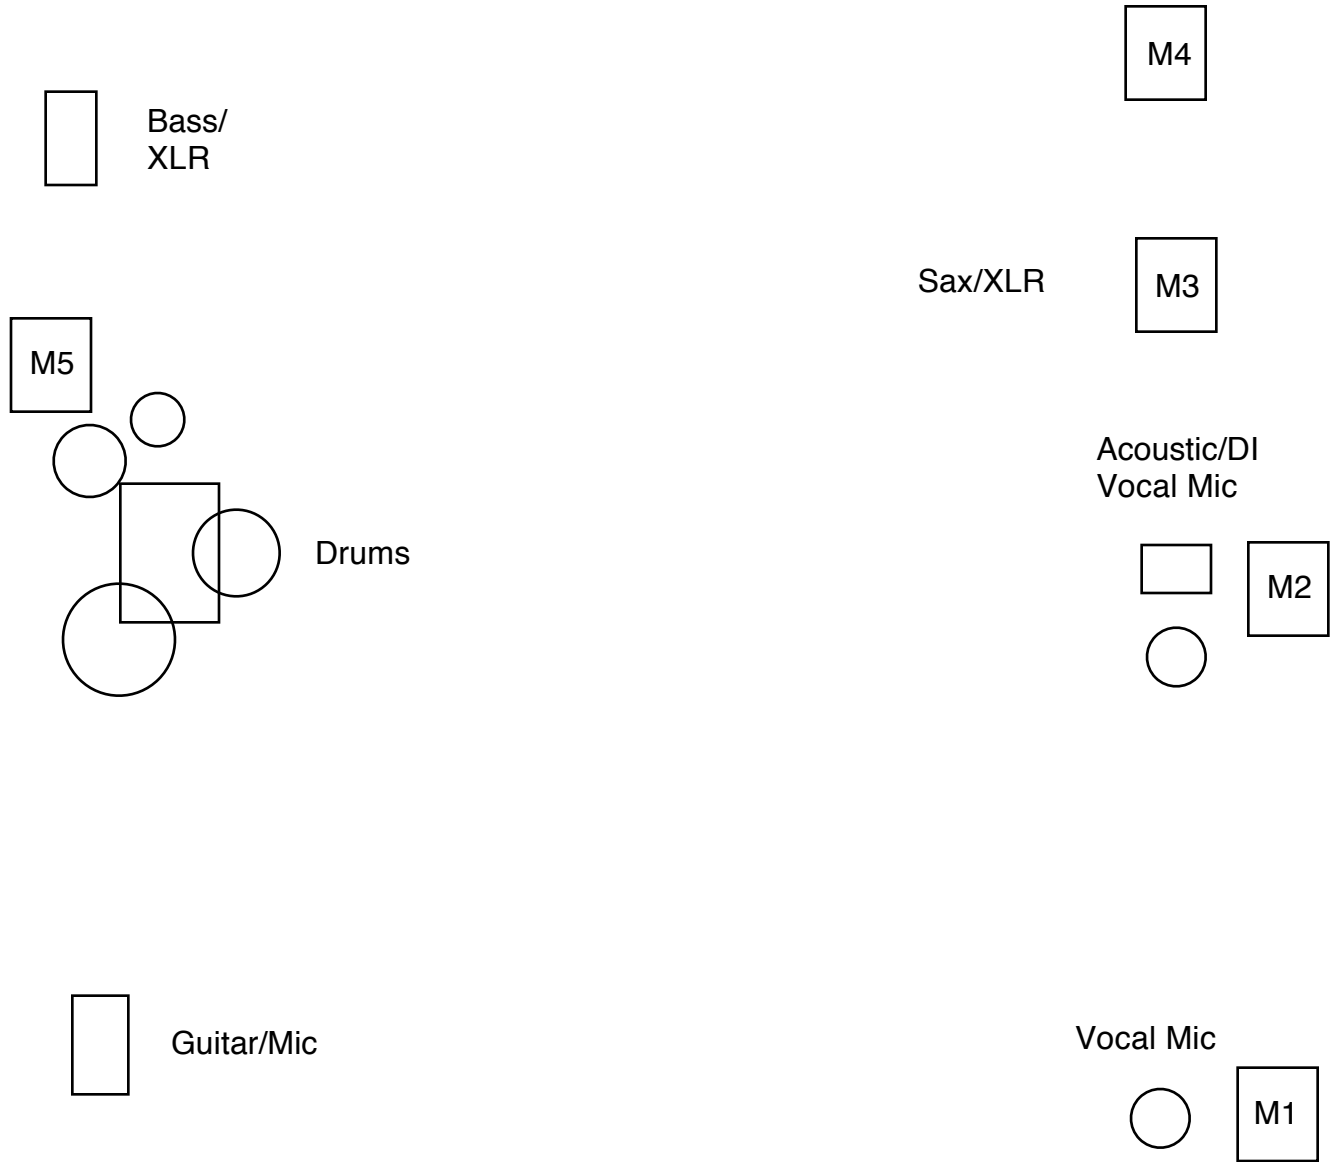 M4
Bass/
XLR
Sax/XLR
M3
M5
Acoustic/DI
Vocal Mic
Drums
M2
Guitar/Mic
Vocal Mic
M1